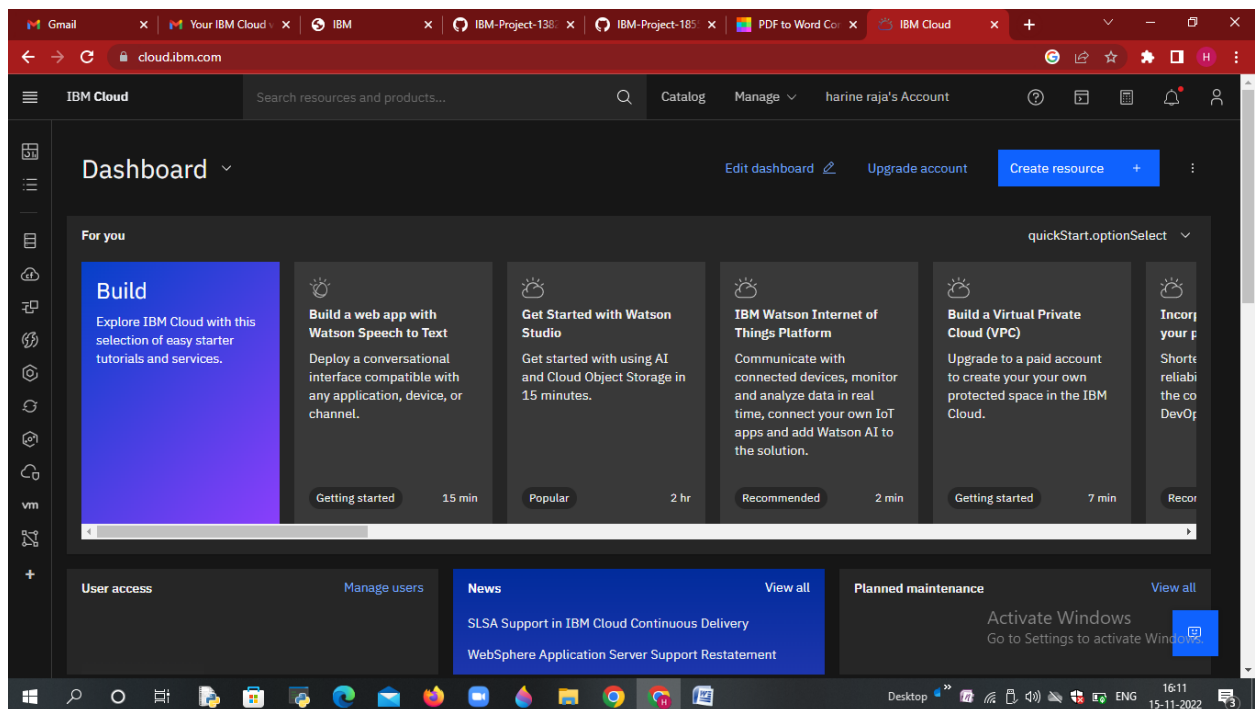 Gmail
Your IBM Cloud
IBM
IBM-Project-138
IBM-Project-185
PDF to Word Con
IBM Cloud
cloud.ibm.com
H
IBM Cloud
Search resources and products...
Catalog
Manage
harine raja's Account
Dashboard
Edit dashboard
Upgrade account
Create resource +
For you
quickStart.optionSelect
Build
Explore IBM Cloud with this
selection of easy starter
tutorials and services.
Build a web app with
Watson Speech to Text
Deploy a conversational
interface compatible with
any application, device, or
channel.
Getting started
15 min
Get Started with Watson
Studio
Get started with using AI
and Cloud Object Storage in
15 minutes.
Popular
2 hr
IBM Watson Internet of
Things Platform
Communicate with
connected devices, monitor
and analyze data in real
time, connect your own IoT
apps and add Watson AI to
the solution.
Recommended
2 min
Build a Virtual Private
Cloud (VPC)
Upgrade to a paid account
to create your your own
protected space in the IBM
Cloud.
Getting started
7 min
Incorp
your p
Shorte
reliabi
the co
DevOp
Recor
vm
User access
Manage users
News
View all
SLSA Support in IBM Cloud Continuous Delivery
WebSphere Application Server Support Restatement
Planned maintenance
View all
Activate Windows
Go to Settings to activate Windows.
Desktop
ENG
16:11
15-11-2022
3